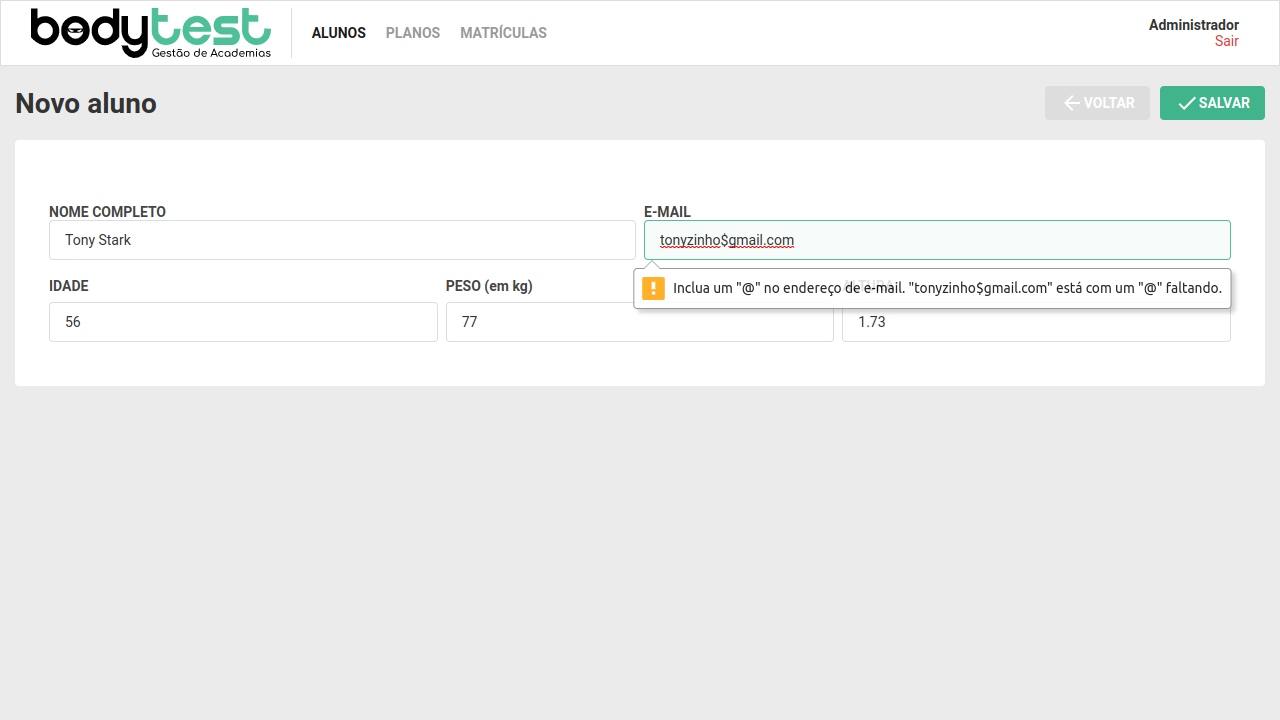 bodytest
Gestão de Academias
ALUNOS PLANOS MATRÍCULAS
Administrador
Sair
Novo aluno
VOLTAR
SALVAR
NOME COMPLETO
E-MAIL
Tony Stark
tonyzinho$gmail.com
Inclua um "@" no endereço de e-mail. "tonyzinho$gmail.com" está com um "@" faltando.
IDADE
PESO (em kg)
56
77
1.73